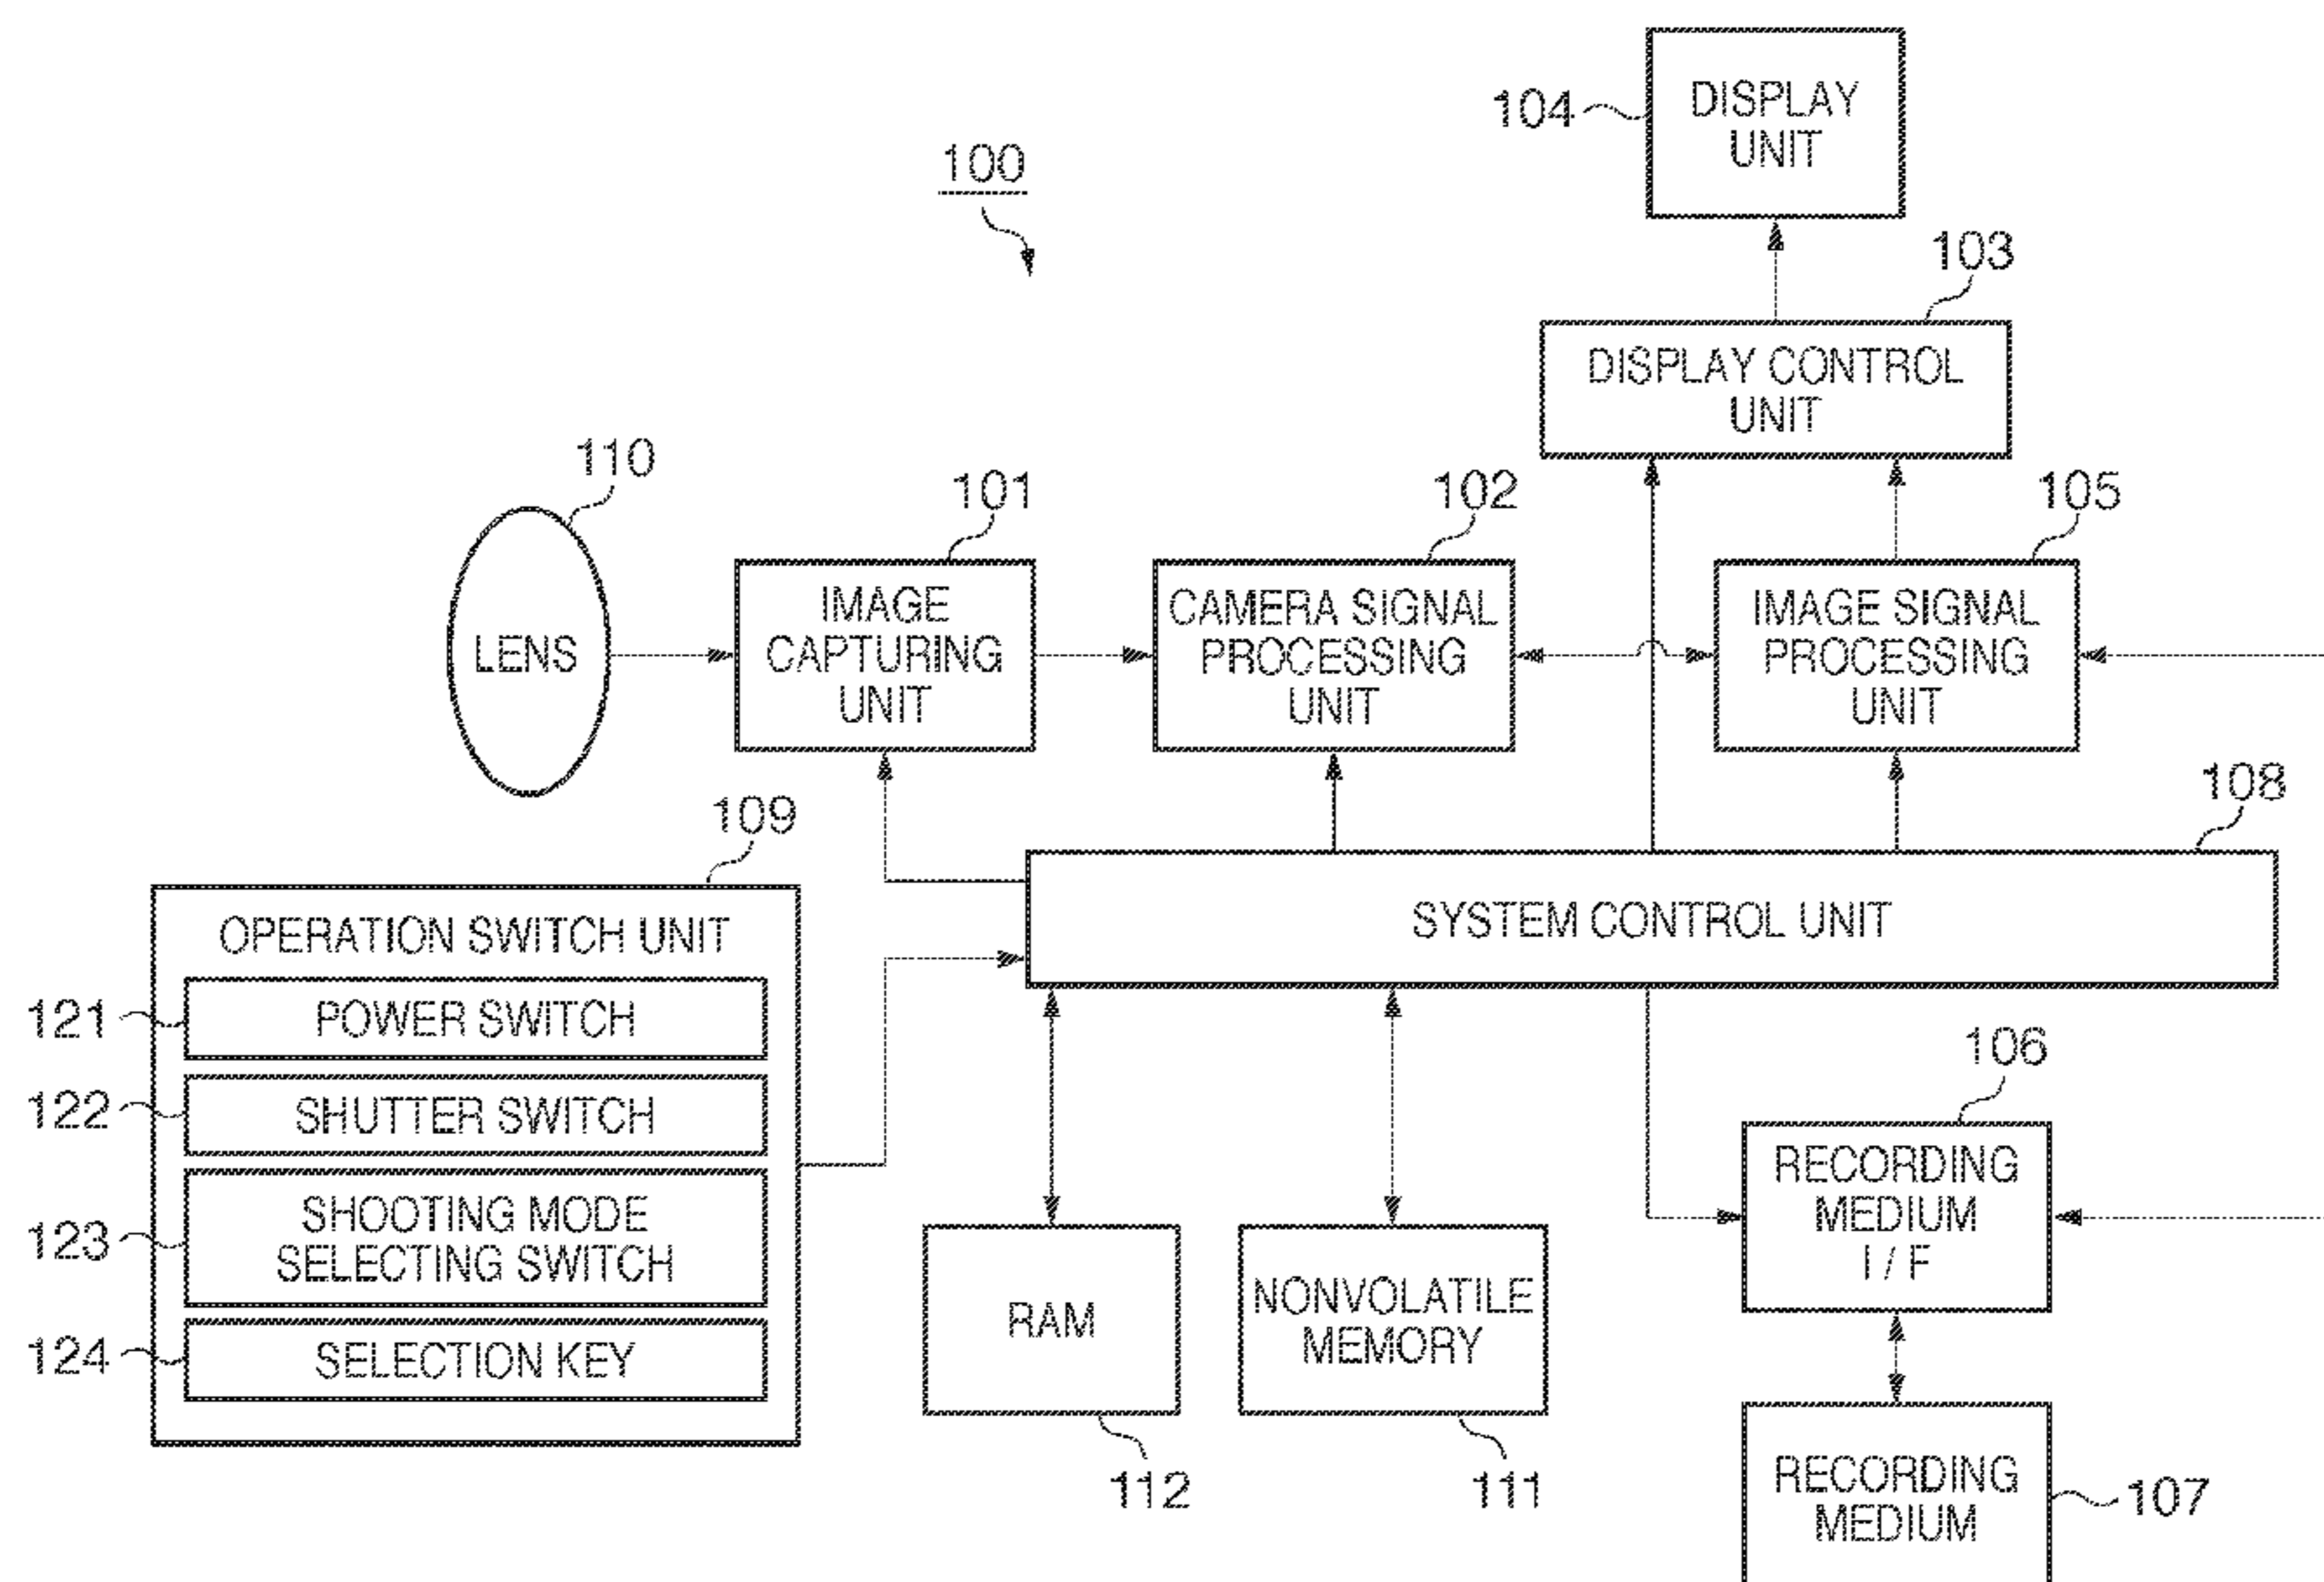 104
DISPLAY
UNIT
100
103
DISPLAY CONTROL
UNIT
110
LENS
101
IMAGE
CAPTURING
UNIT
102
CAMERA SIGNAL
PROCESSING
UNIT
105
IMAGE SIGNAL
PROCESSING
UNIT
108
SYSTEM CONTROL UNIT
109
OPERATION SWITCH UNIT
121
POWER SWITCH
122
SHUTTER SWITCH
123
SHOOTING MODE
SELECTING SWITCH
124
SELECTION KEY
RAM
112
NONVOLATILE
MEMORY
111
106
RECORDING
MEDIUM
I / F
RECORDING
MEDIUM
107